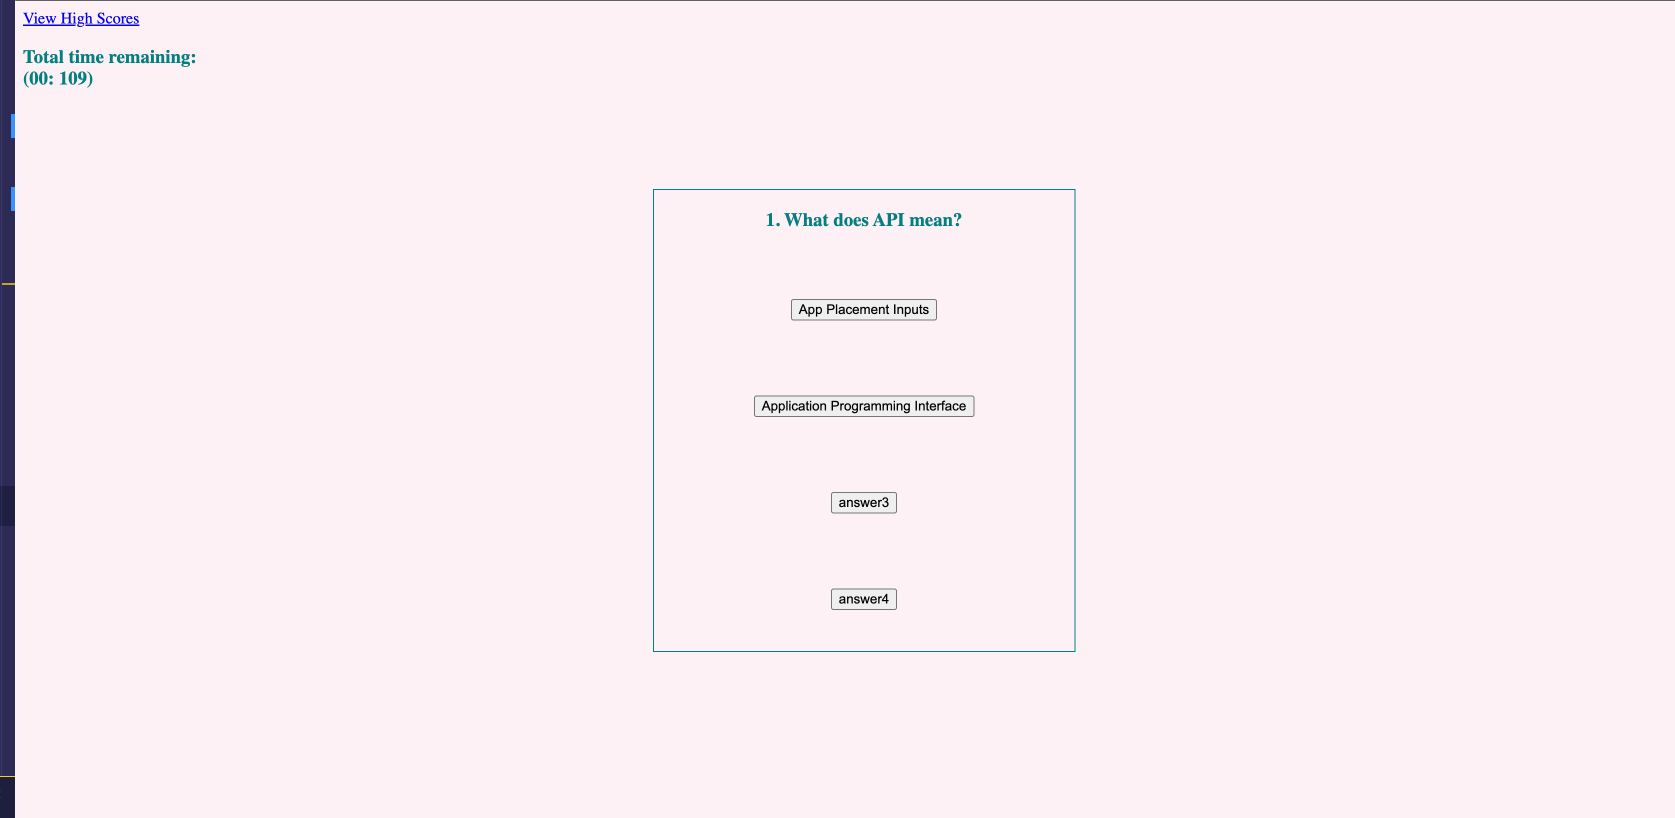 View High Scores
Total time remaining:
(00: 109)
1. What does API mean?
App Placement Inputs
Application Programming Interface
answer3
answer4